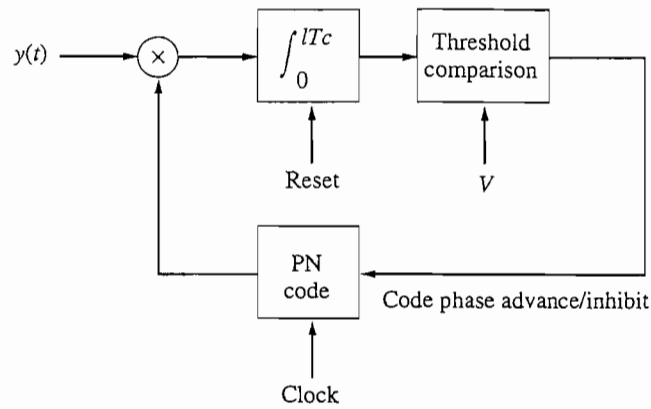 y(t)
×
∫ lTc
0
Threshold
comparison
Reset
V
PN
code
Code phase advance/inhibit
Clock